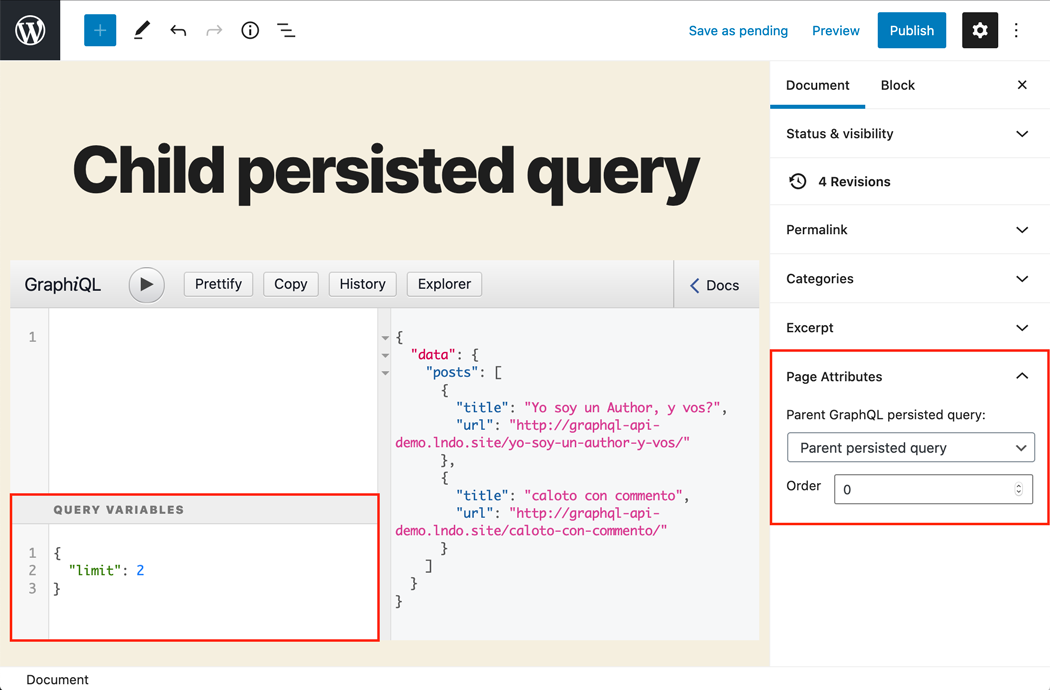 Save as pending
Preview
Publish
Document
Block
Child persisted query
Status & visibility
4 Revisions
Permalink
Categories
Excerpt
Page Attributes
Parent GraphQL persisted query:
Parent persisted query
Order
0
GraphiQL
Prettify
Copy
History
Explorer
Docs
1
QUERY VARIABLES
1 {
2 "limit": 2
3 }
{
"data": {
"posts": [
{
"title": "Yo soy un Author, y vos?",
"url": "http://graphql-api-
demo.lndo.site/yo-soy-un-author-y-vos/"
},
{
"title": "caloto con commento",
"url": "http://graphql-api-
demo.lndo.site/caloto-con-commento/"
}
]
}
}
Document